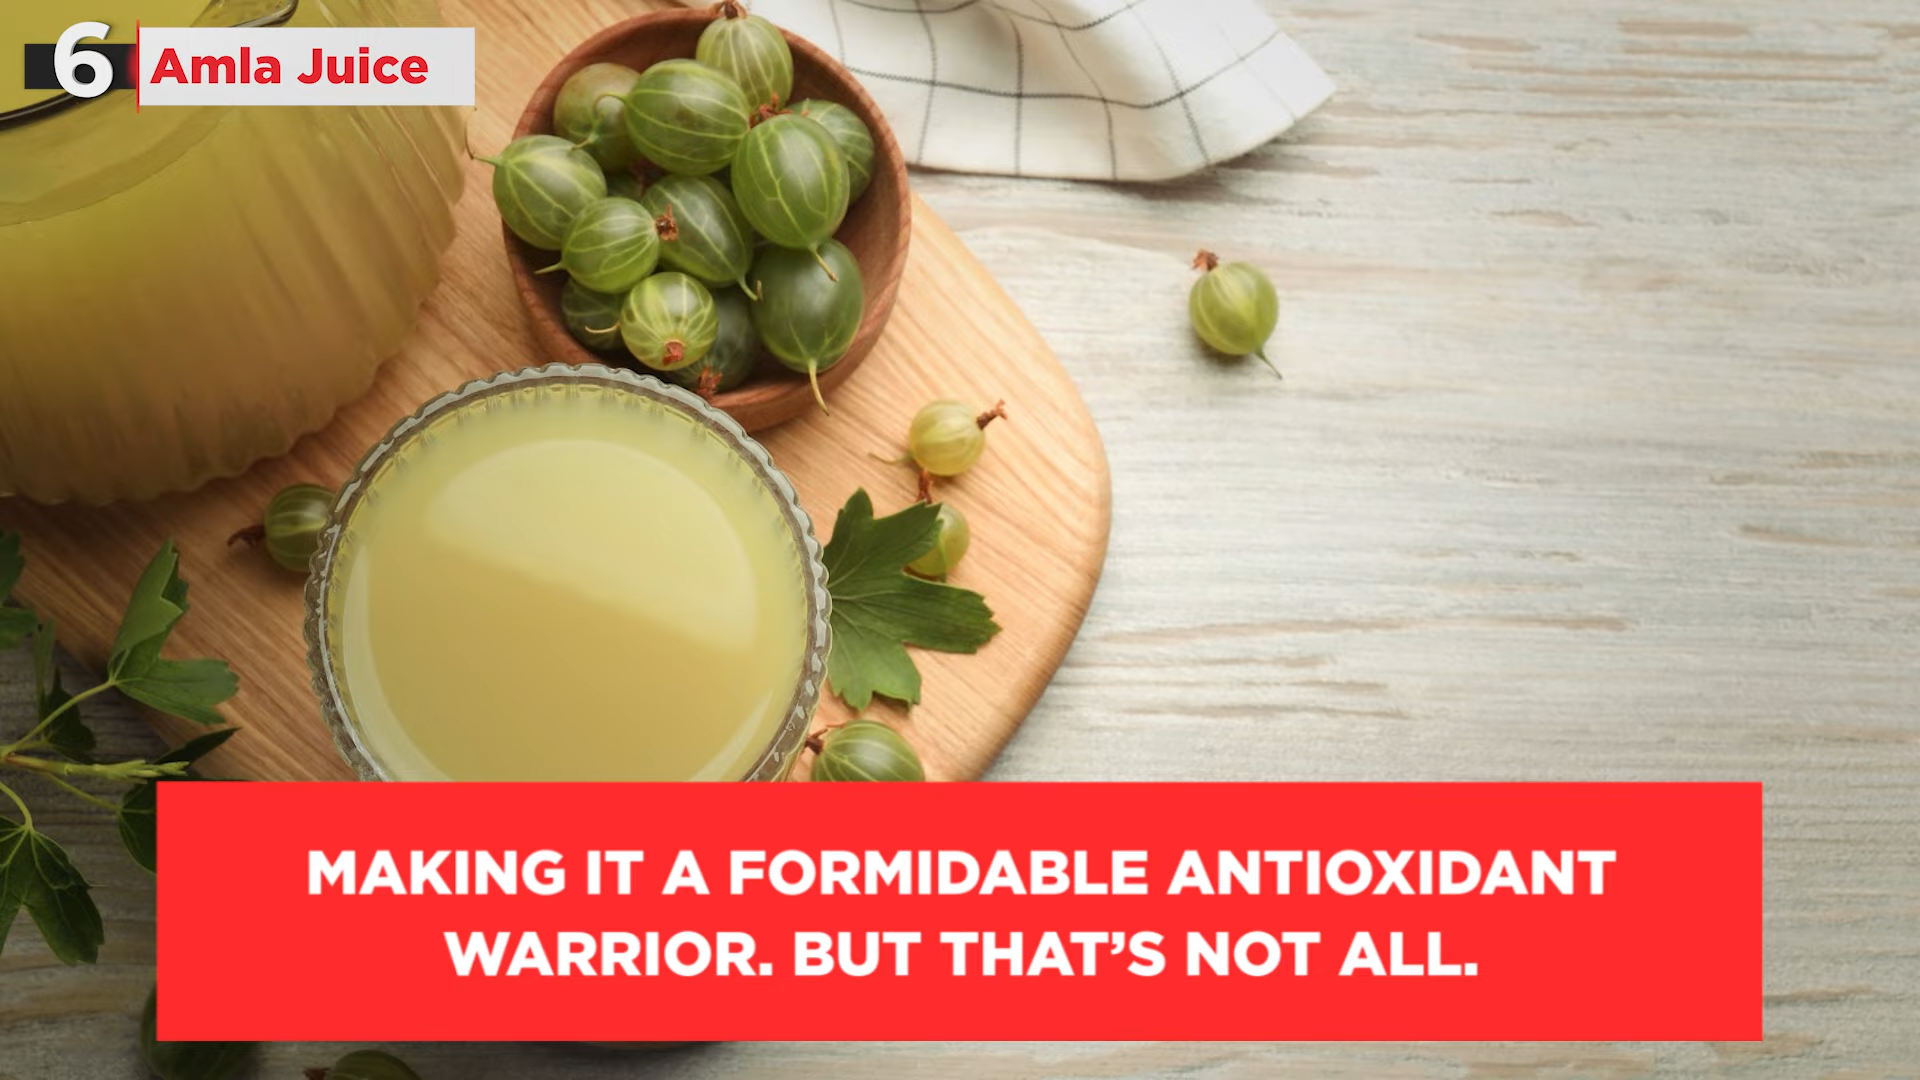 6 Amla Juice
MAKING IT A FORMIDABLE ANTIOXIDANT
WARRIOR. BUT THAT’S NOT ALL.